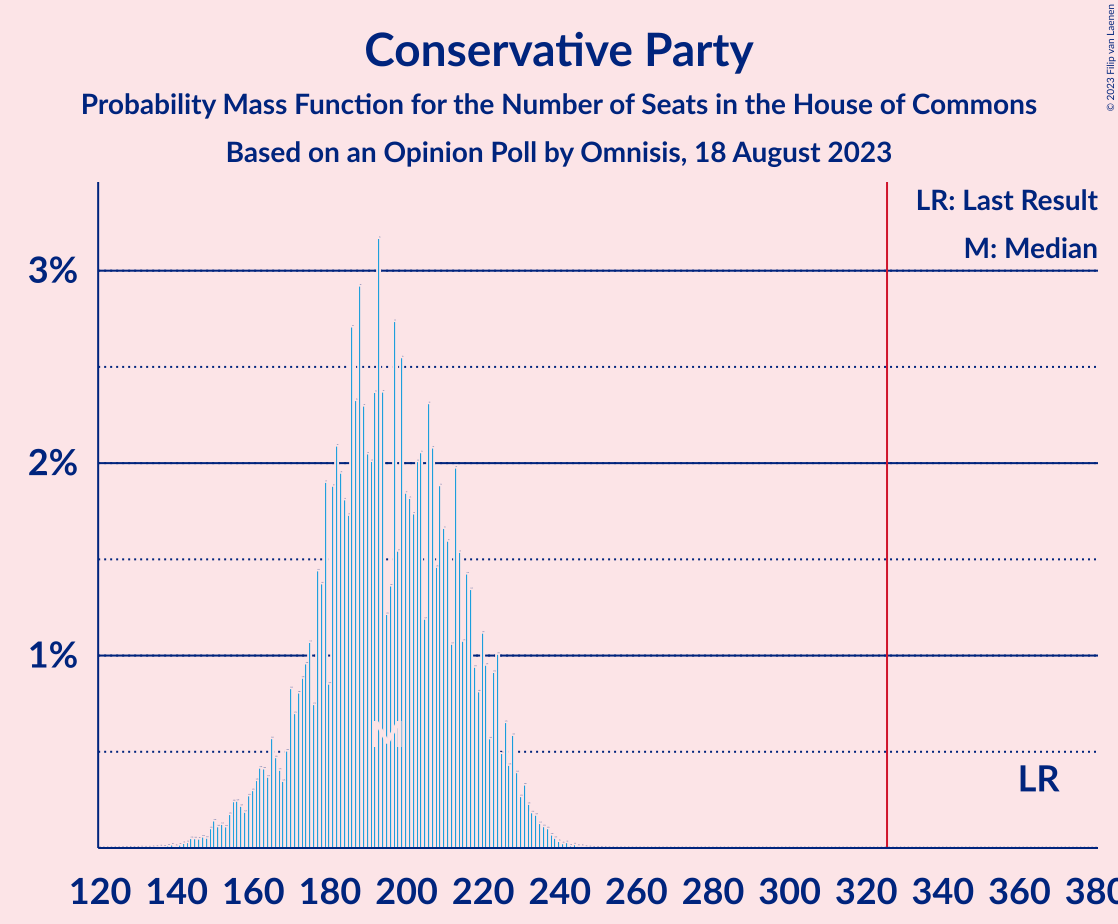 Conservative Party
Probability Mass Function for the Number of Seats in the House of Commons
Based on an Opinion Poll by Omnisis, 18 August 2023
© 2023 Filip van Laenen
LR: Last Result
M: Median
3%
2%
1%
M
LR
120 140 160 180 200 220 240 260 280 300 320 340 360 380